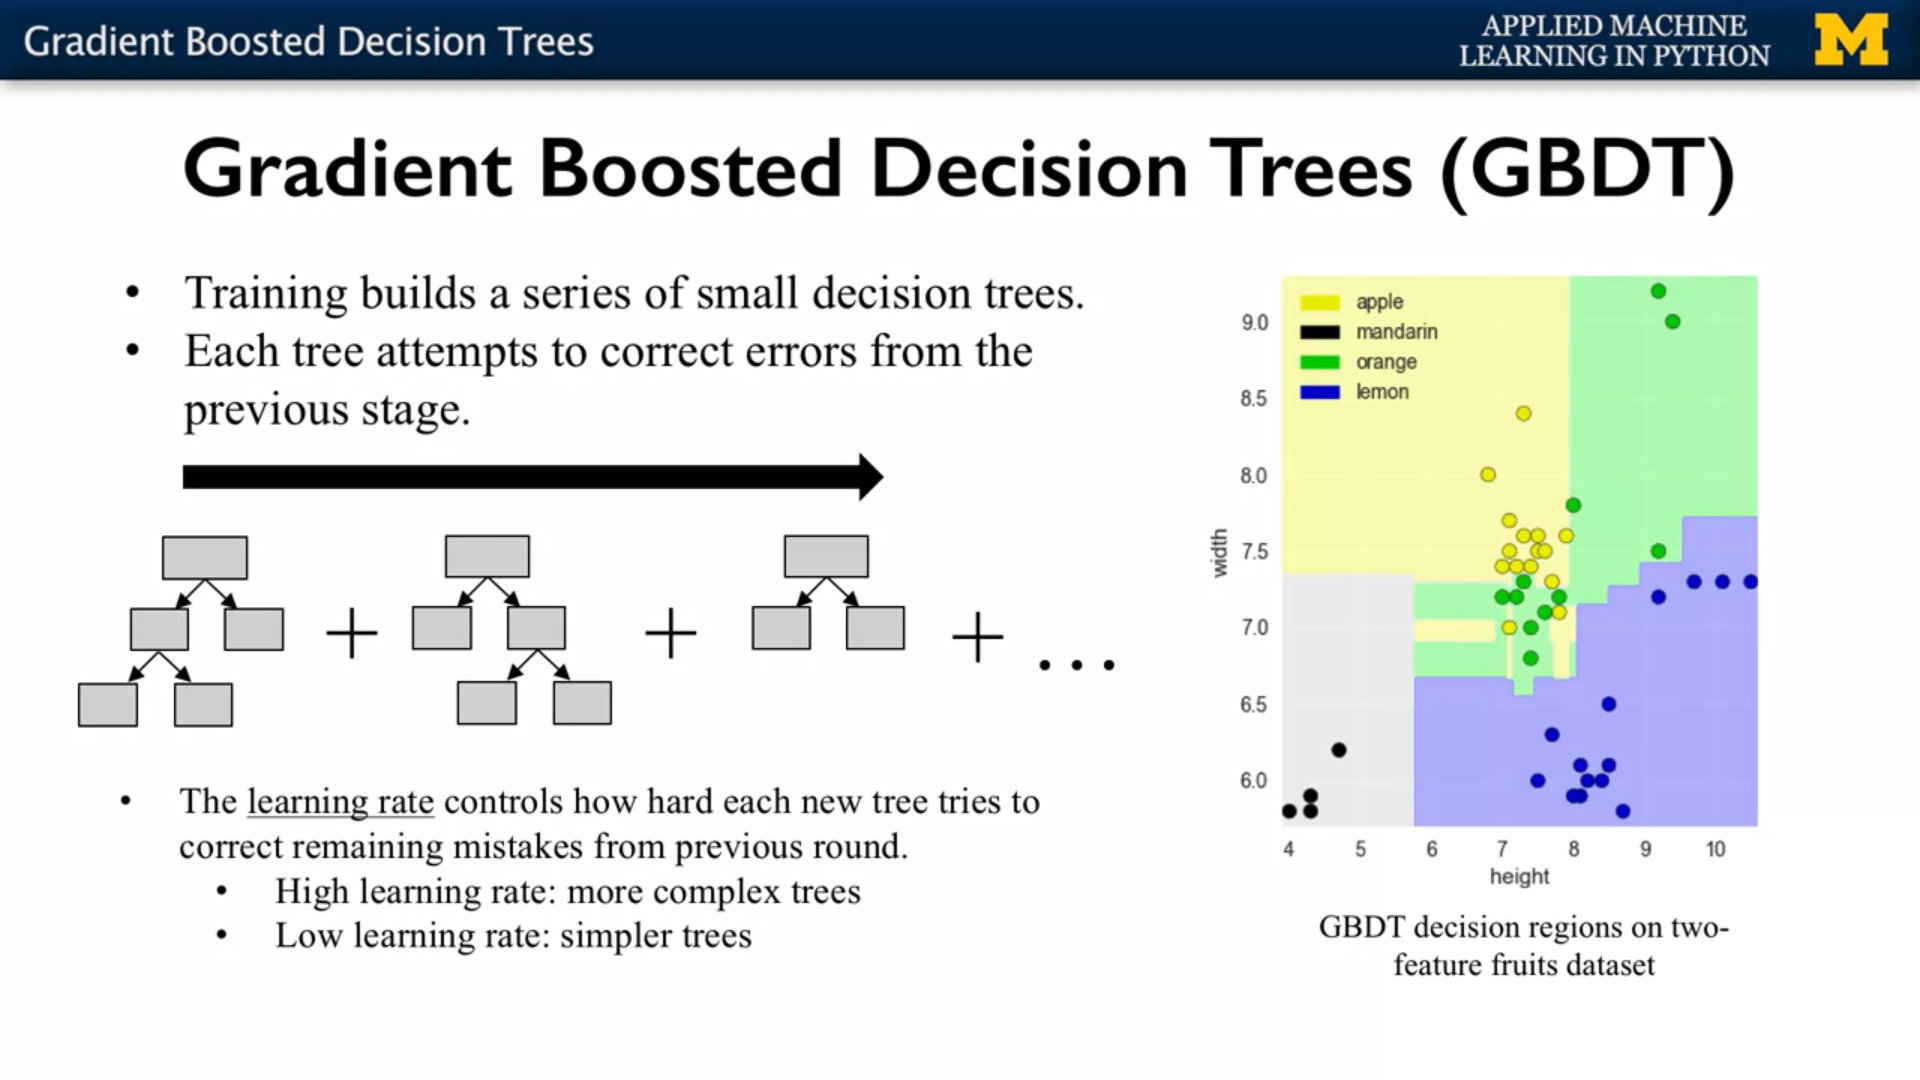 Gradient Boosted Decision Trees
APPLIED MACHINE
LEARNING IN PYTHON
M
Gradient Boosted Decision Trees (GBDT)
• Training builds a series of small decision trees.
• Each tree attempts to correct errors from the
previous stage.
+ + + ...
• The learning rate controls how hard each new tree tries to
correct remaining mistakes from previous round.
• High learning rate: more complex trees
• Low learning rate: simpler trees
apple
mandarin
orange
lemon
9.0
8.5
8.0
7.5
7.0
6.5
6.0
width
4 5 6 7 8 9 10
height
GBDT decision regions on two-
feature fruits dataset